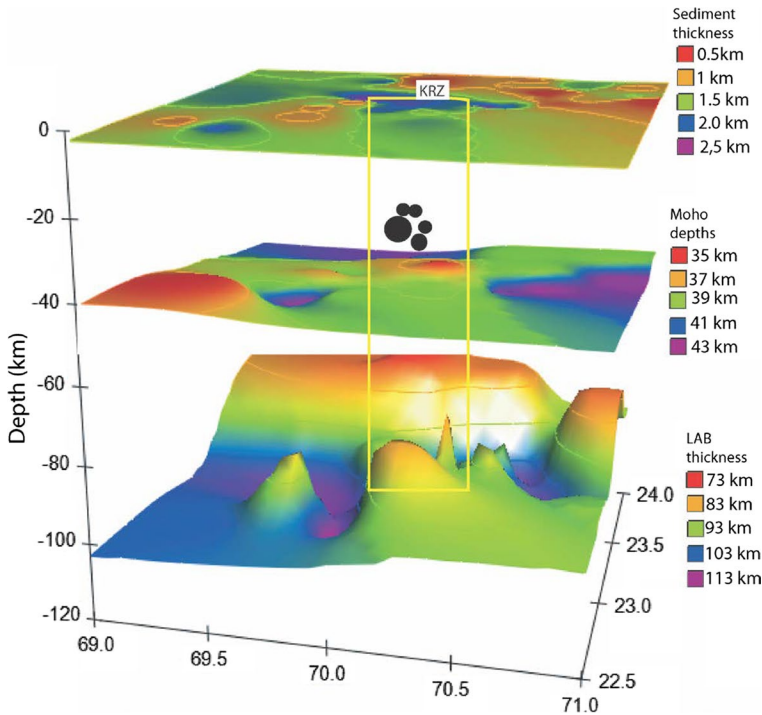 Sediment
thickness
0.5km
1 km
1.5 km
2.0 km
2,5 km
KRZ
Moho
depths
35 km
37 km
39 km
41 km
43 km
LAB
thickness
73 km
83 km
93 km
103 km
113 km
Depth (km)
0
-20
-40
-60
-80
-100
-120
69.0
69.5
70.0
70.5
71.0
24.0
23.5
23.0
22.5